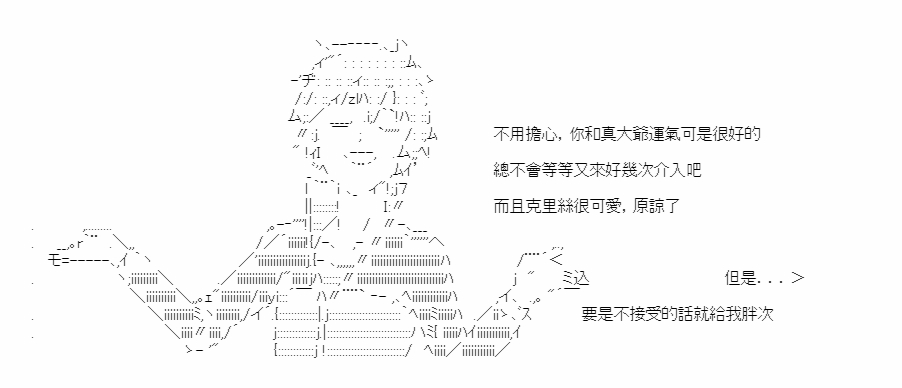 不用擔心，你和真大爺運氣可是很好的
總不會等等又來好幾次介入吧
而且克里絲很可愛，原諒了
但是．．．＞
要是不接受的話就給我胖次